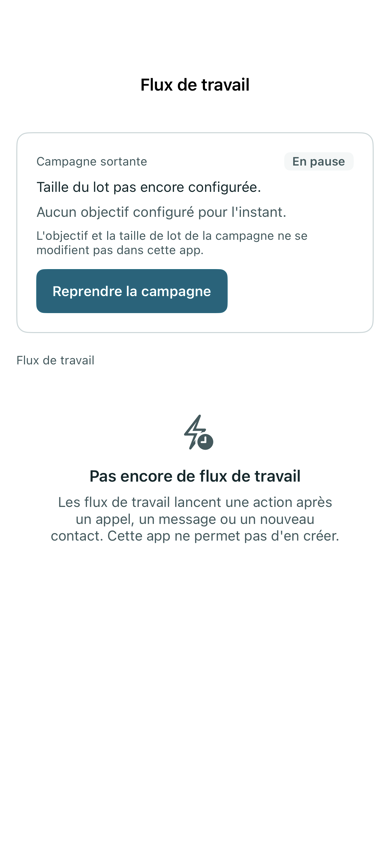 Flux de travail
Campagne sortante
En pause
Taille du lot pas encore configurée.
Aucun objectif configuré pour l'instant.
L'objectif et la taille de lot de la campagne ne se
modifient pas dans cette app.
Reprendre la campagne
Flux de travail
Pas encore de flux de travail
Les flux de travail lancent une action après
un appel, un message ou un nouveau
contact. Cette app ne permet pas d'en créer.